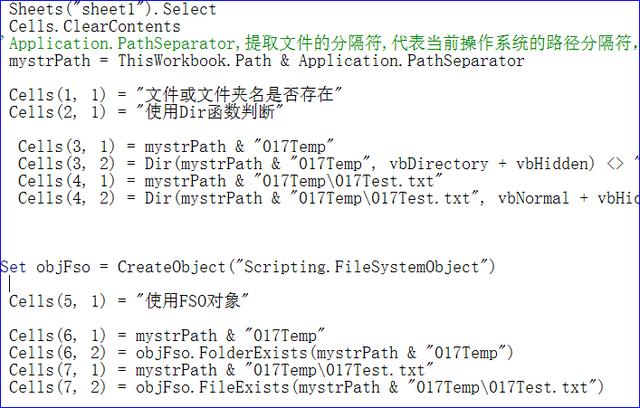 Sheets("sheet1").Select
Cells.ClearContents
'Application.PathSeparator,提取文件的分隔符,代表当前操作系统的路径分隔符,
mystrPath = ThisWorkbook.Path & Application.PathSeparator
Cells(1, 1) = "文件或文件夹名是否存在"
Cells(2, 1) = "使用Dir函数判断"
Cells(3, 1) = mystrPath & "017Temp"
Cells(3, 2) = Dir(mystrPath & "017Temp", vbDirectory + vbHidden) <> "
Cells(4, 1) = mystrPath & "017Temp\017Test.txt"
Cells(4, 2) = Dir(mystrPath & "017Temp\017Test.txt", vbNormal + vbHid
Set objFso = CreateObject("Scripting.FileSystemObject")
Cells(5, 1) = "使用FSO对象"
Cells(6, 1) = mystrPath & "017Temp"
Cells(6, 2) = objFso.FolderExists(mystrPath & "017Temp")
Cells(7, 1) = mystrPath & "017Temp\017Test.txt"
Cells(7, 2) = objFso.FileExists(mystrPath & "017Temp\017Test.txt")